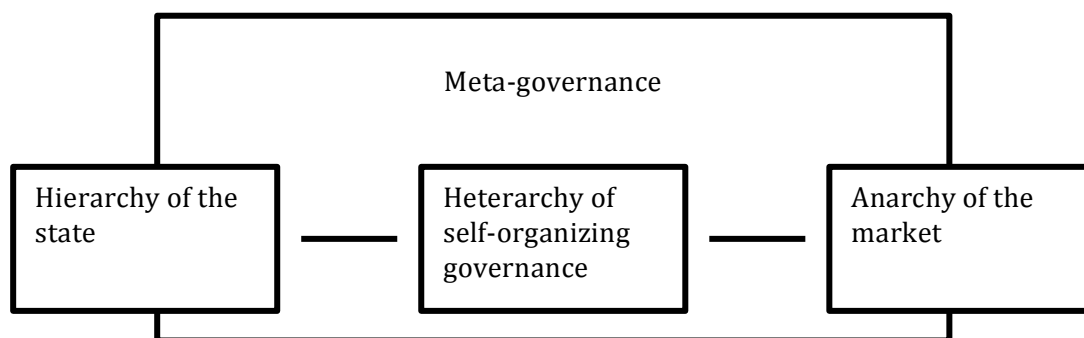 Meta-governance
Hierarchy of the
state
Heterarchy of
self-organizing
governance
Anarchy of the
market